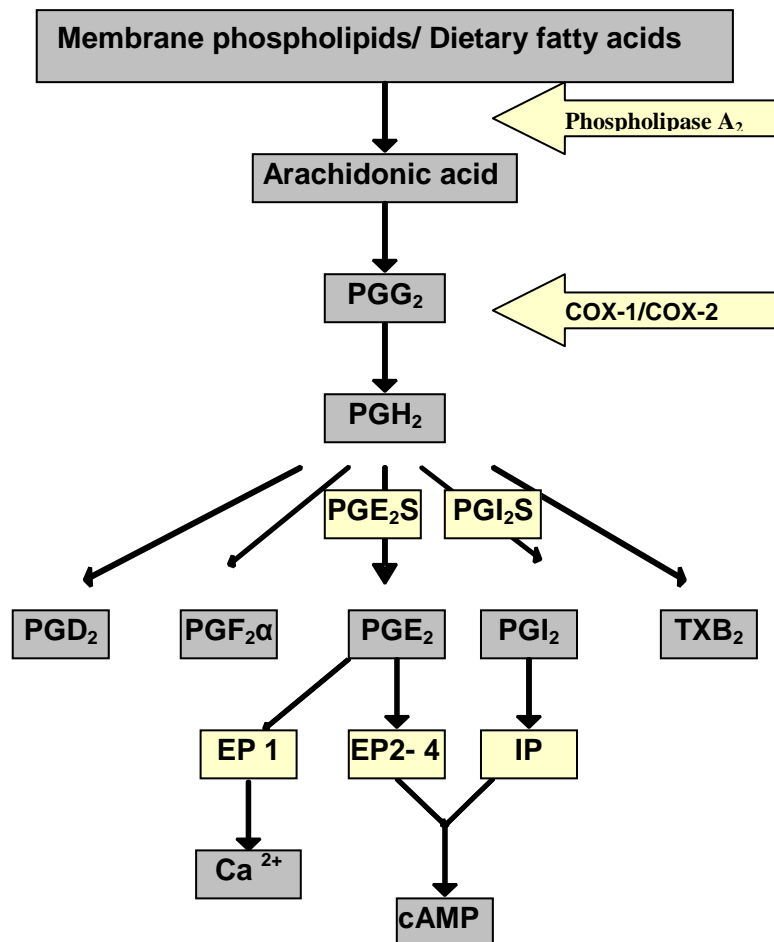 Membrane phospholipids/ Dietary fatty acids
Phospholipase A₂
Arachidonic acid
PGG₂
COX-1/COX-2
PGH₂
PGE₂S
PGI₂S
PGD₂
PGF₂α
PGE₂
PGI₂
TXB₂
EP 1
EP2- 4
IP
Ca ²⁺
cAMP